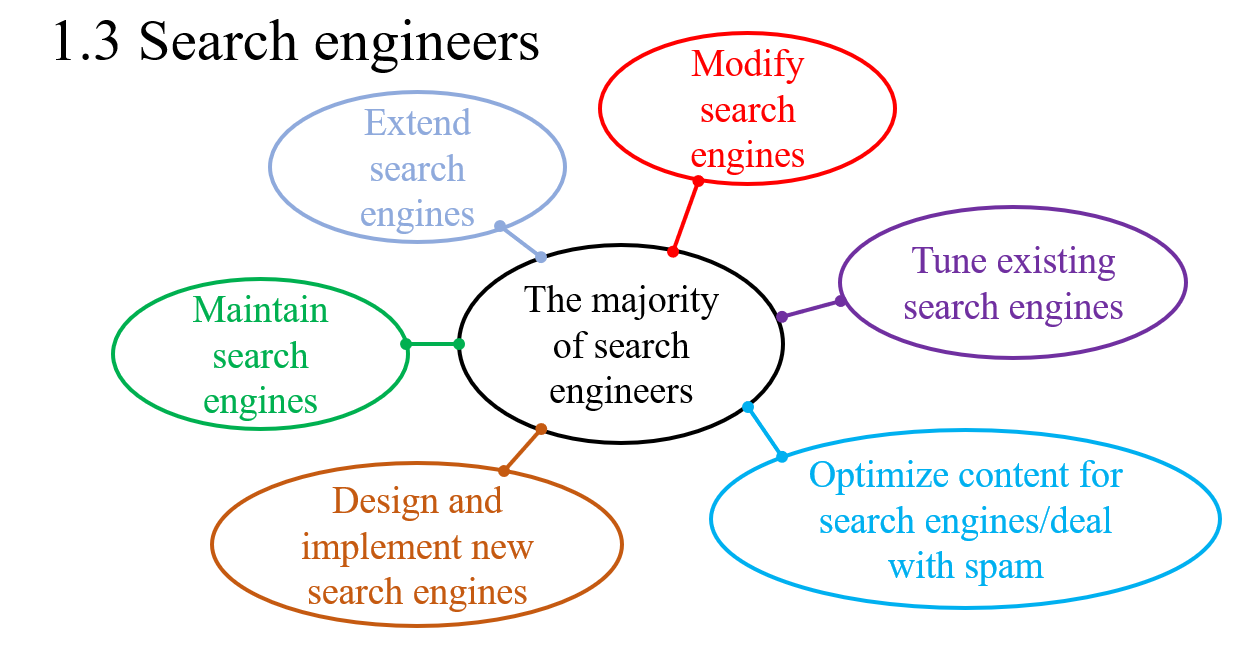 1.3 Search engineers
Modify
search
engines
Extend
search
engines
Tune existing
search engines
The majority
of search
engineers
Maintain
search
engines
Optimize content for
search engines/deal
with spam
Design and
implement new
search engines